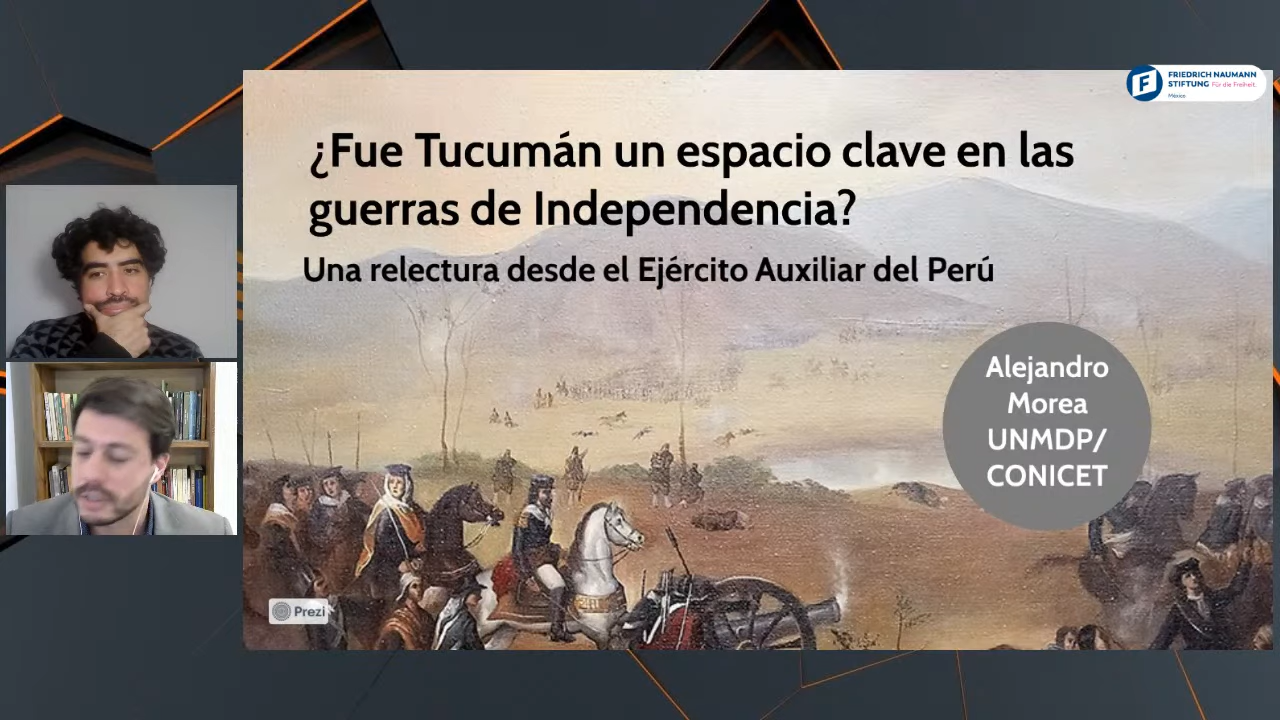 FRIEDRICH NAUMANN
STIFTUNG Für die Freiheit.
México
¿Fue Tucumán un espacio clave en las
guerras de Independencia?
Una relectura desde el Ejército Auxiliar del Perú
Alejandro
Morea
UNMDP/
CONICET
Prezi